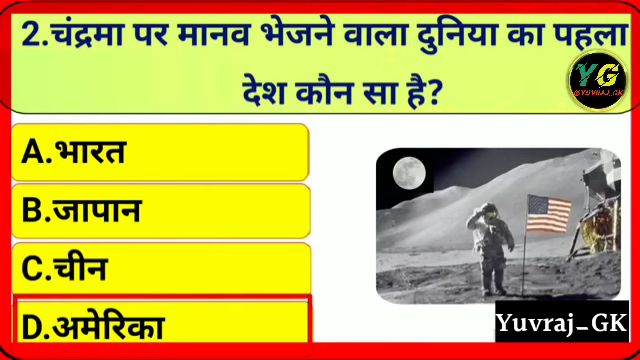 2.चंद्रमा पर मानव भेजने वाला दुनिया का पहला
देश कौन सा है?
YG
@YUVRAJ_GK
A.भारत
B.जापान
C.चीन
D.अमेरिका
Yuvraj_GK